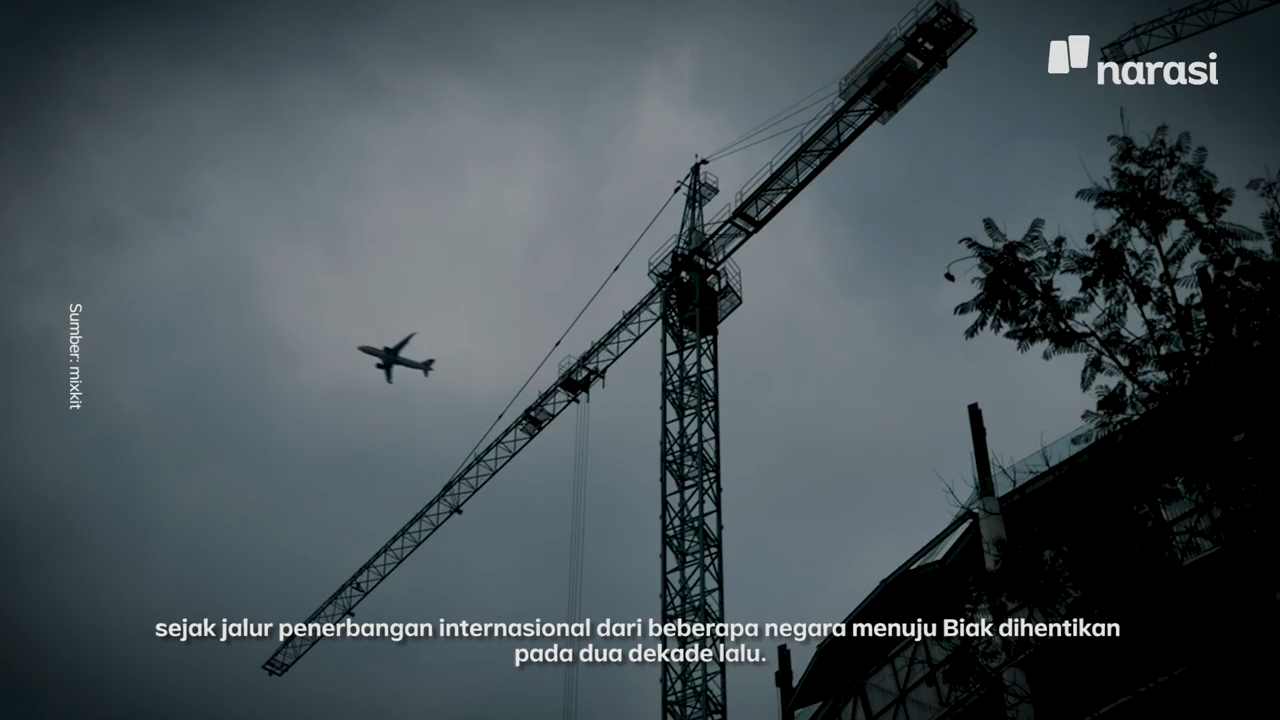 narasi
Sumber: mixkit
sejak jalur penerbangan internasional dari beberapa negara menuju Biak dihentikan
pada dua dekade lalu.